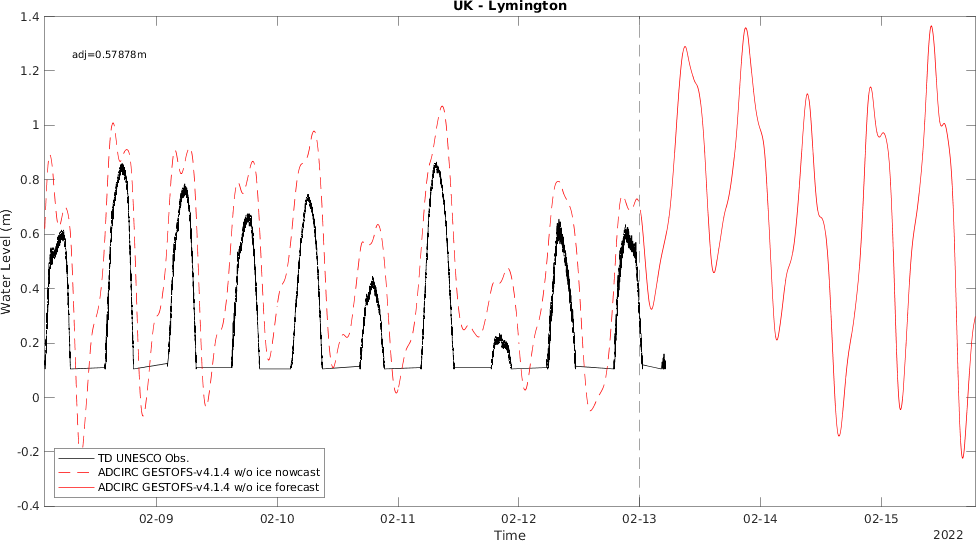 UK - Lymington
adj=0.57878m
Water Level (m)
1.4
1.2
1
0.8
0.6
0.4
0.2
0
-0.2
-0.4
TD UNESCO Obs.
ADCIRC GESTOFS-v4.1.4 w/o ice nowcast
ADCIRC GESTOFS-v4.1.4 w/o ice forecast
02-09 02-10 02-11 02-12 02-13 02-14 02-15
Time
2022